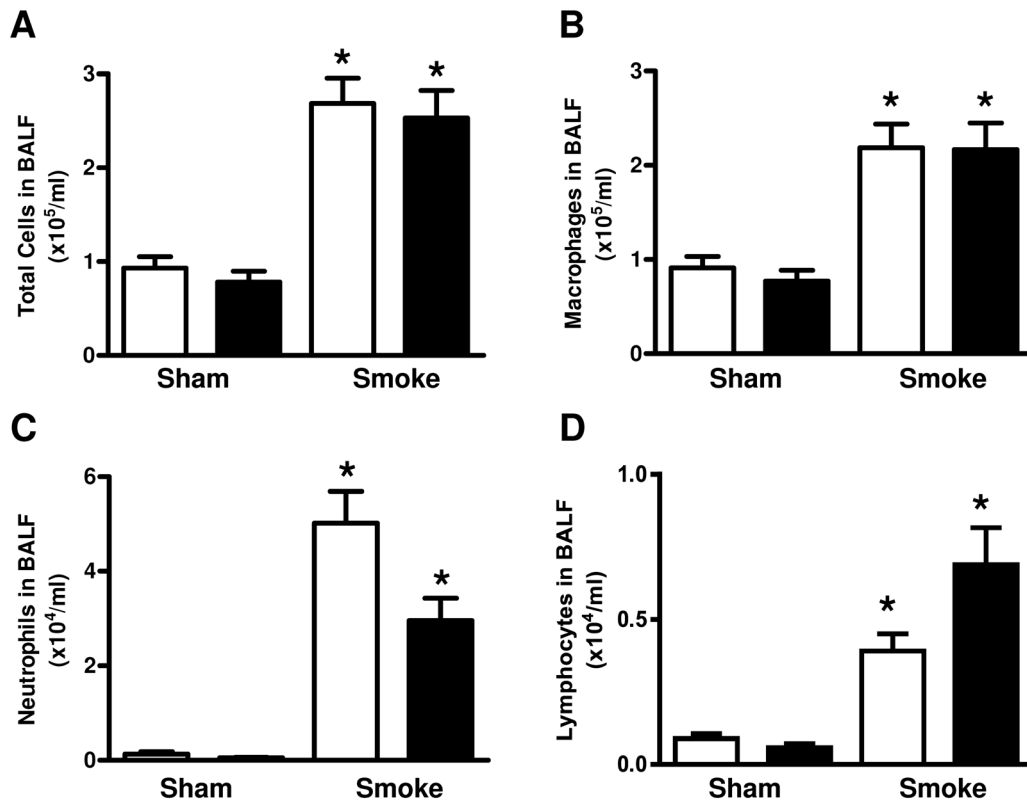 A
Total Cells in BALF
(x10⁵/ml)
3
2
1
0
*
*
Sham
Smoke
B
Macrophages in BALF
(x10⁵/ml)
3
2
1
0
*
*
Sham
Smoke
C
Neutrophils in BALF
(x10⁴/ml)
6
4
2
0
*
*
Sham
Smoke
D
Lymphocytes in BALF
(x10⁴/ml)
1.0
0.5
0.0
*
*
Sham
Smoke